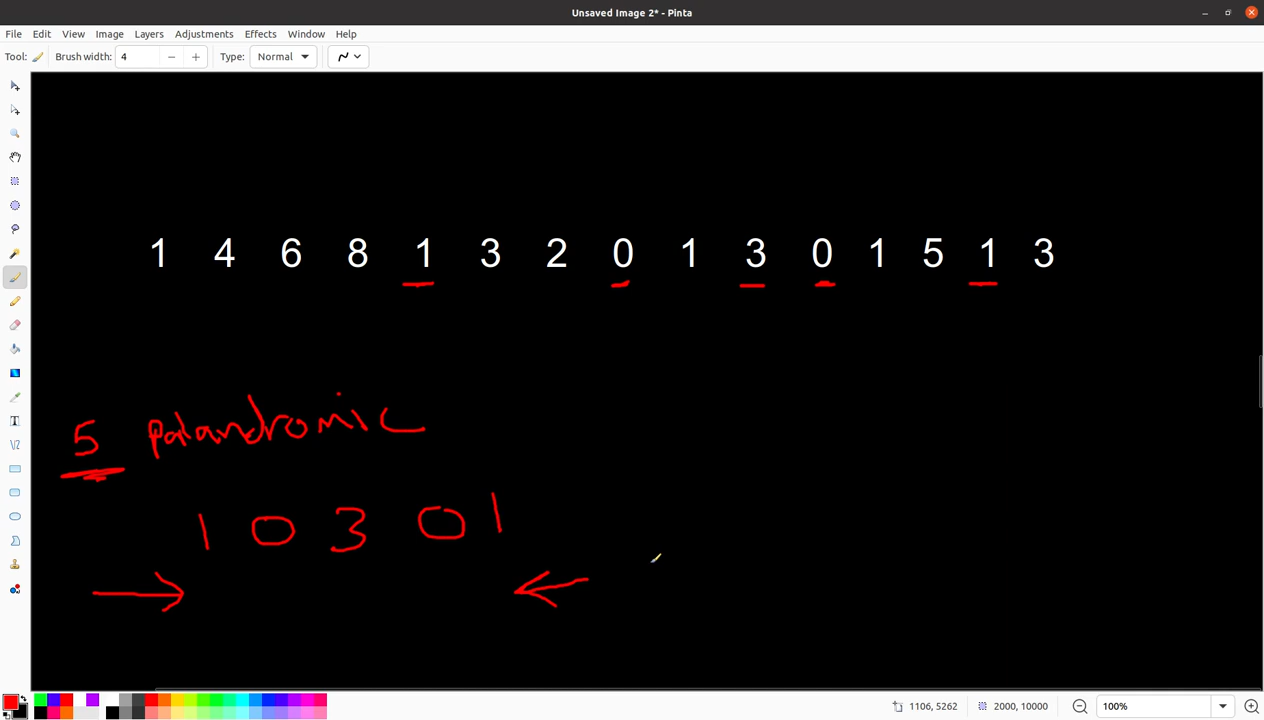 Unsaved Image 2* - Pinta
File Edit View Image Layers Adjustments Effects Window Help
Tool: Brush width: 4 Type: Normal
1 4 6 8 1 3 2 0 1 3 0 1 5 1 3
5 palandromic
1 0 3 0 1
1106, 5262 2000, 10000 100%